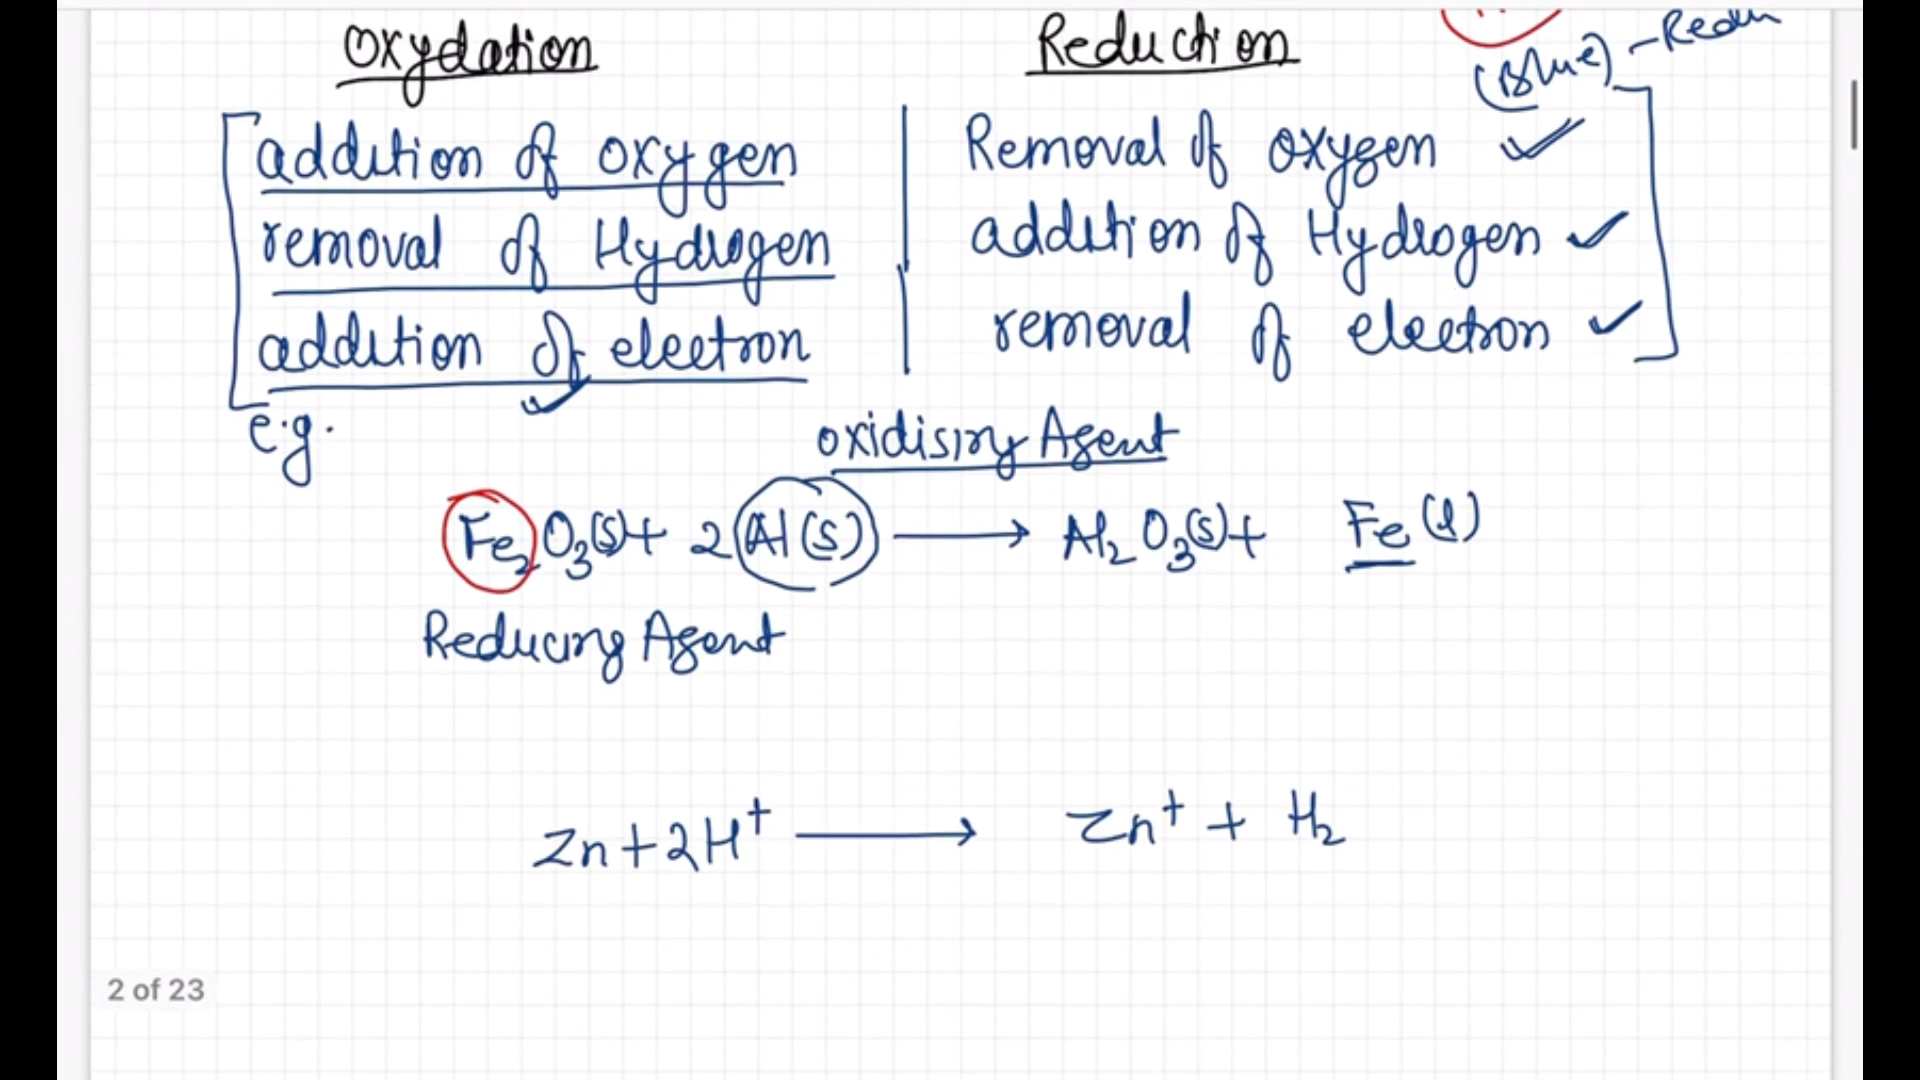 Oxydation
Reduction
(Blue) - Redu
addition of oxygen
removal of Hydrogen
addition of electron
Removal of oxygen
addition of Hydrogen
removal of electron
e.g.
oxidising Agent
Fe₂O₃(s) + 2Al(s) ⟶ Al₂O₃(s) + Fe(l)
Reducing Agent
Zn + 2H⁺ ⟶ Zn⁺ + H₂
2 of 23